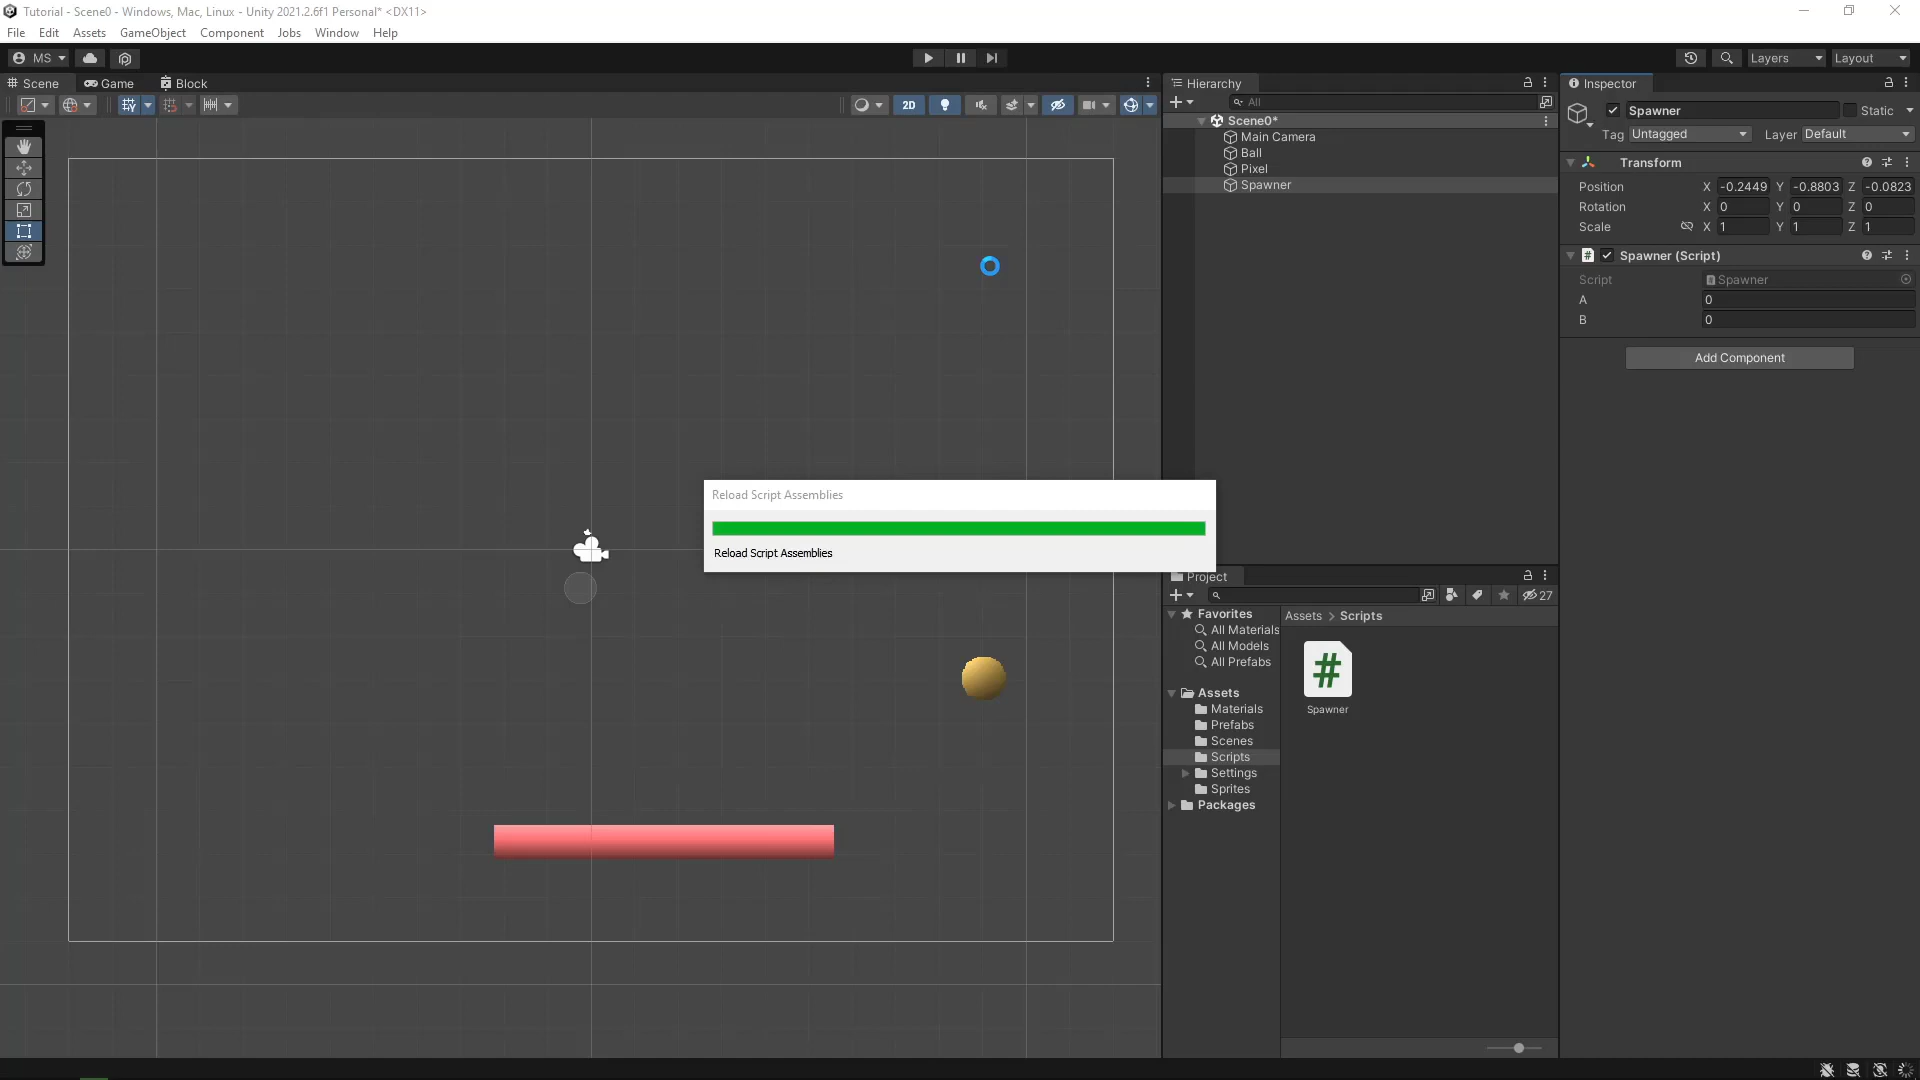 Tutorial - Scene0 - Windows, Mac, Linux - Unity 2021.2.6f1 Personal* <DX11>
File Edit Assets GameObject Component Jobs Window Help
MS Layers Layout
Scene Game Block
2D
Hierarchy
All
Scene0*
Main Camera
Ball
Pixel
Spawner
Inspector
Spawner Static
Tag Untagged Layer Default
Transform
Position X -0.2449 Y -0.8803 Z -0.0823
Rotation X 0 Y 0 Z 0
Scale X 1 Y 1 Z 1
Spawner (Script)
Script Spawner
A 0
B 0
Add Component
Reload Script Assemblies
Reload Script Assemblies
Project
27
Favorites
All Materials
All Models
All Prefabs
Assets
Materials
Prefabs
Scenes
Scripts
Settings
Sprites
Packages
Assets > Scripts
#
Spawner